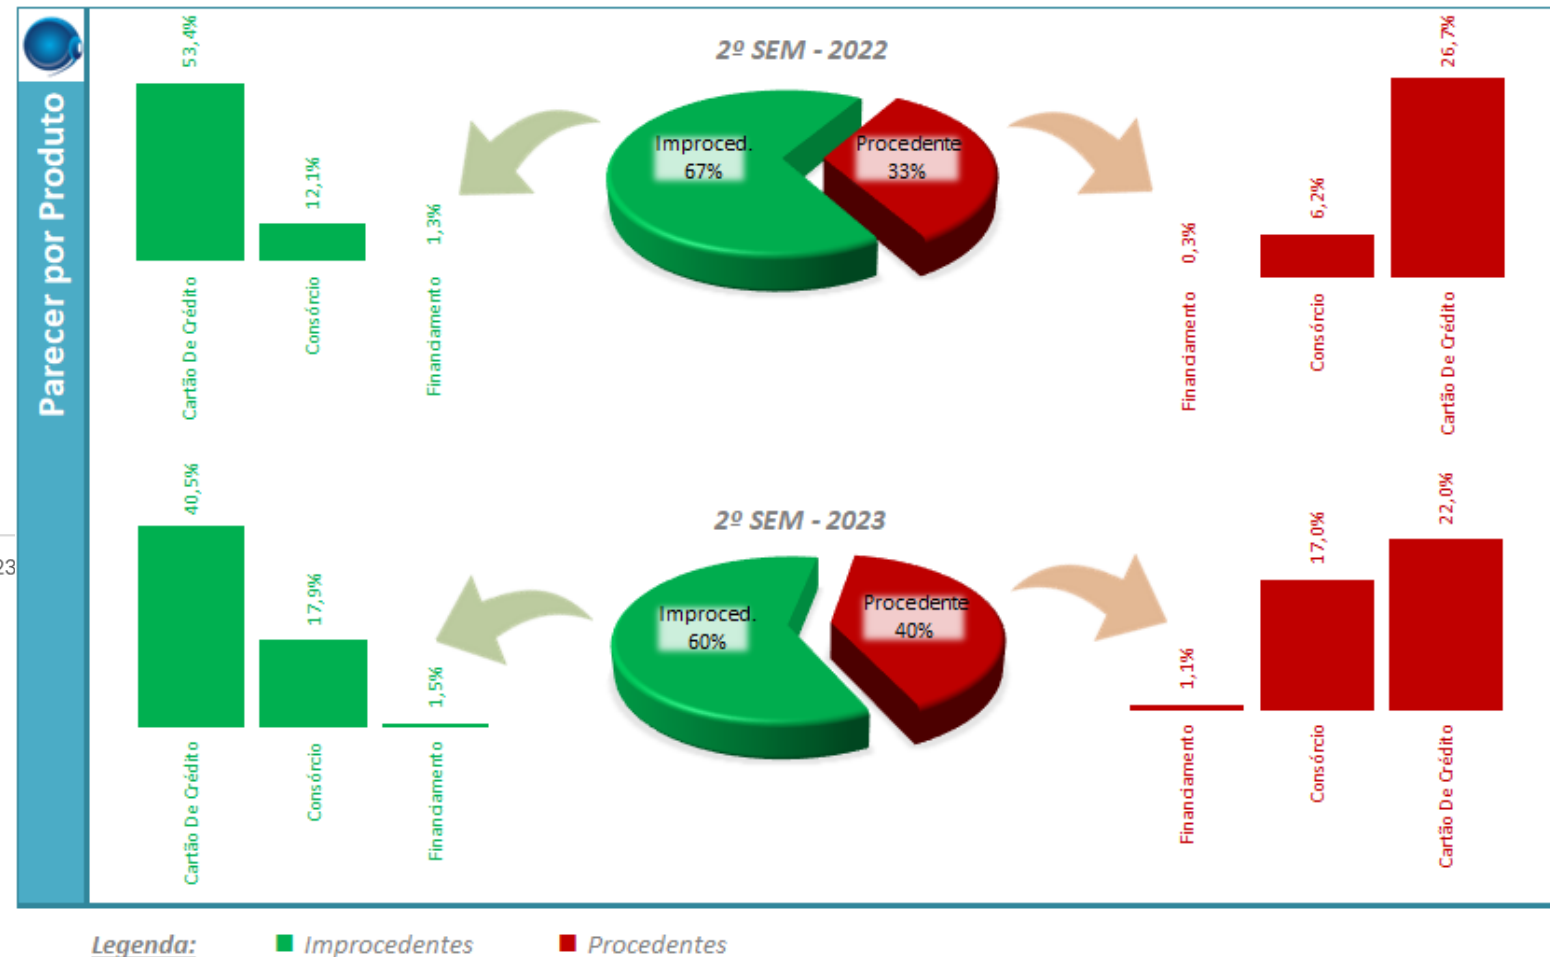 Parecer por Produto
2º SEM - 2022
53,4%
12,1%
1,3%
Cartão De Crédito
Consórcio
Financiamento
Improced.
67%
Procedente
33%
0,3%
6,2%
26,7%
Financiamento
Consórcio
Cartão De Crédito
2º SEM - 2023
40,5%
17,9%
1,5%
Cartão De Crédito
Consórcio
Financiamento
Improced.
60%
Procedente
40%
1,1%
17,0%
22,0%
Financiamento
Consórcio
Cartão De Crédito
23
Legenda: Improcedentes Procedentes